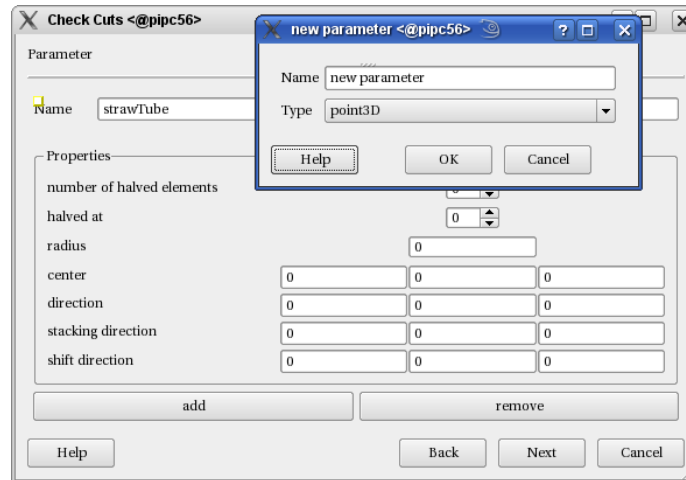 Check Cuts <@pipc56>
new parameter <@pipc56>
Parameter
Name new parameter
Type point3D
Help OK Cancel
Name strawTube
Properties
number of halved elements
halved at 0
radius 0
center 0 0 0
direction 0 0 0
stacking direction 0 0 0
shift direction 0 0 0
add remove
Help Back Next Cancel